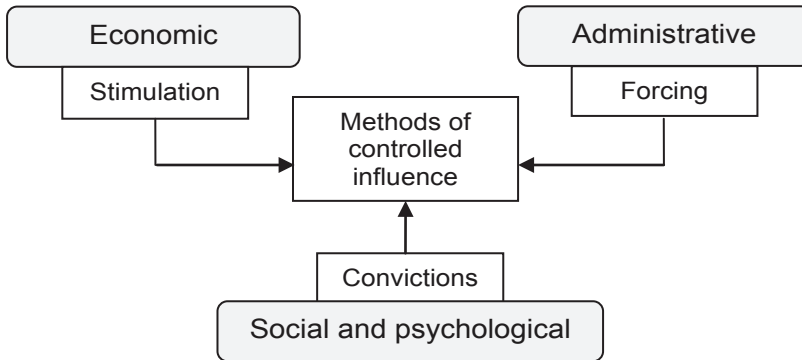 Economic
Stimulation
Administrative
Forcing
Methods of
controlled
influence
Convictions
Social and psychological